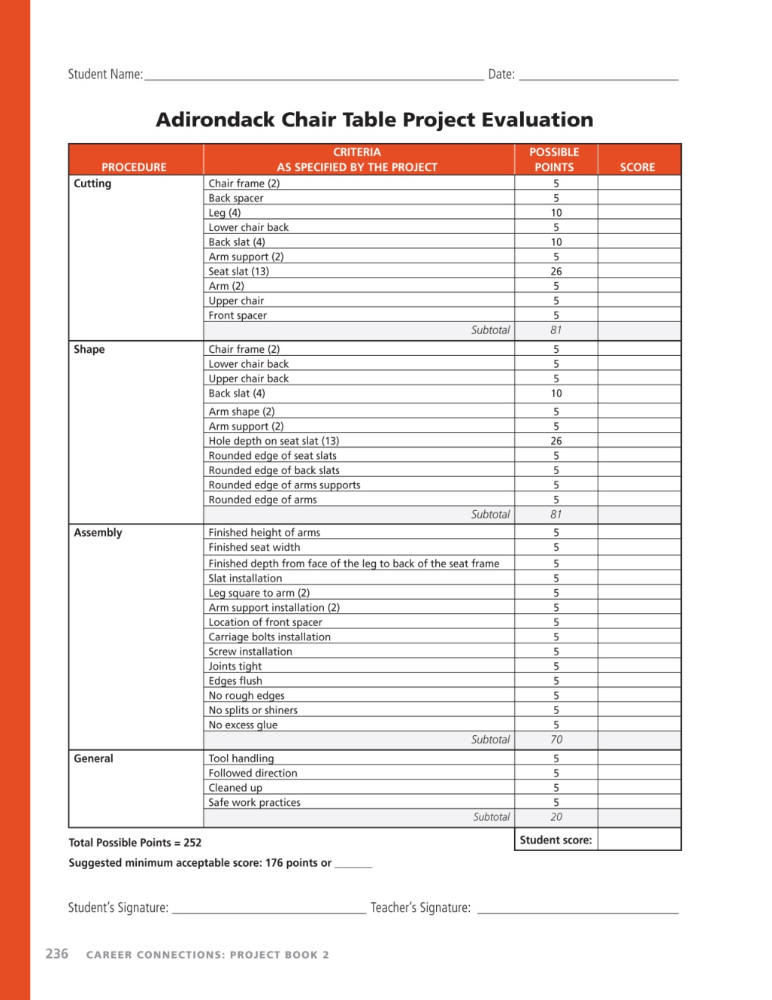 Student Name: Date:
Adirondack Chair Table Project Evaluation
PROCEDURE CRITERIA AS SPECIFIED BY THE PROJECT POSSIBLE POINTS SCORE
Cutting Chair frame (2) 5
Back spacer 5
Leg (4) 10
Lower chair back 5
Back slat (4) 10
Arm support (2) 5
Seat slat (13) 26
Arm (2) 5
Upper chair 5
Front spacer 5
Subtotal 81
Shape Chair frame (2) 5
Lower chair back 5
Upper chair back 5
Back slat (4) 10
Arm shape (2) 5
Arm support (2) 5
Hole depth on seat slat (13) 26
Rounded edge of seat slats 5
Rounded edge of back slats 5
Rounded edge of arms supports 5
Rounded edge of arms 5
Subtotal 81
Assembly Finished height of arms 5
Finished seat width 5
Finished depth from face of the leg to back of the seat frame 5
Slat installation 5
Leg square to arm (2) 5
Arm support installation (2) 5
Location of front spacer 5
Carriage bolts installation 5
Screw installation 5
Joints tight 5
Edges flush 5
No rough edges 5
No splits or shiners 5
No excess glue 5
Subtotal 70
General Tool handling 5
Followed direction 5
Cleaned up 5
Safe work practices 5
Subtotal 20
Total Possible Points = 252 Student score:
Suggested minimum acceptable score: 176 points or
Student’s Signature: Teacher’s Signature:
236 CAREER CONNECTIONS: PROJECT BOOK 2